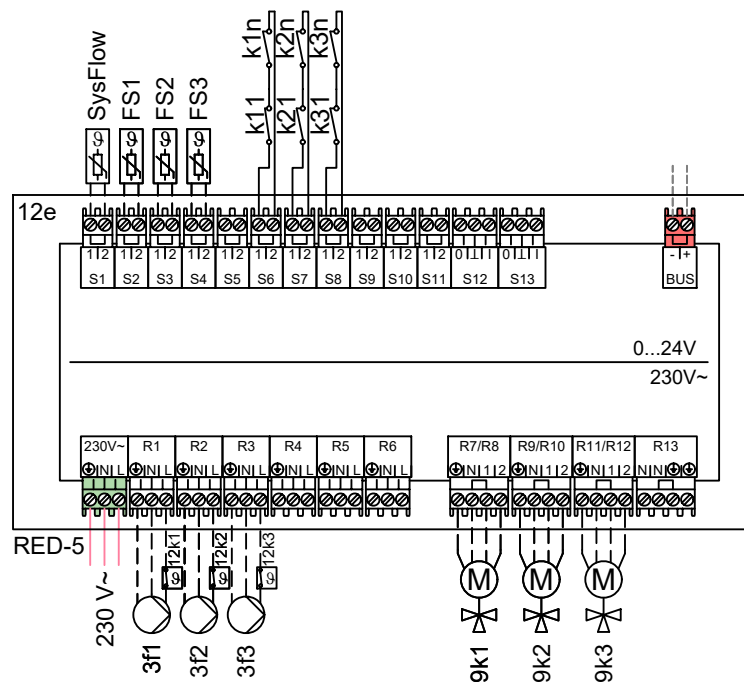 SysFlow
FS1
FS2
FS3
k11
k1n
k21
k2n
k31
k3n
12e
1 2 1 2 1 2 1 2 1 2 1 2 1 2 1 2 1 2 1 2 1 2 0 ⊥ I 0 ⊥ I - +
S1 S2 S3 S4 S5 S6 S7 S8 S9 S10 S11 S12 S13 BUS
0...24V
230V~
230V~ R1 R2 R3 R4 R5 R6 R7/R8 R9/R10 R11/R12 R13
⏚ N L ⏚ N L ⏚ N L ⏚ N L ⏚ N L ⏚ N L ⏚ N L ⏚ N 1 2 ⏚ N 1 2 ⏚ N 1 2 N N ⏚ ⏚
RED-5
12k1
12k2
12k3
M M M
230 V~
3f1
3f2
3f3
9k1
9k2
9k3